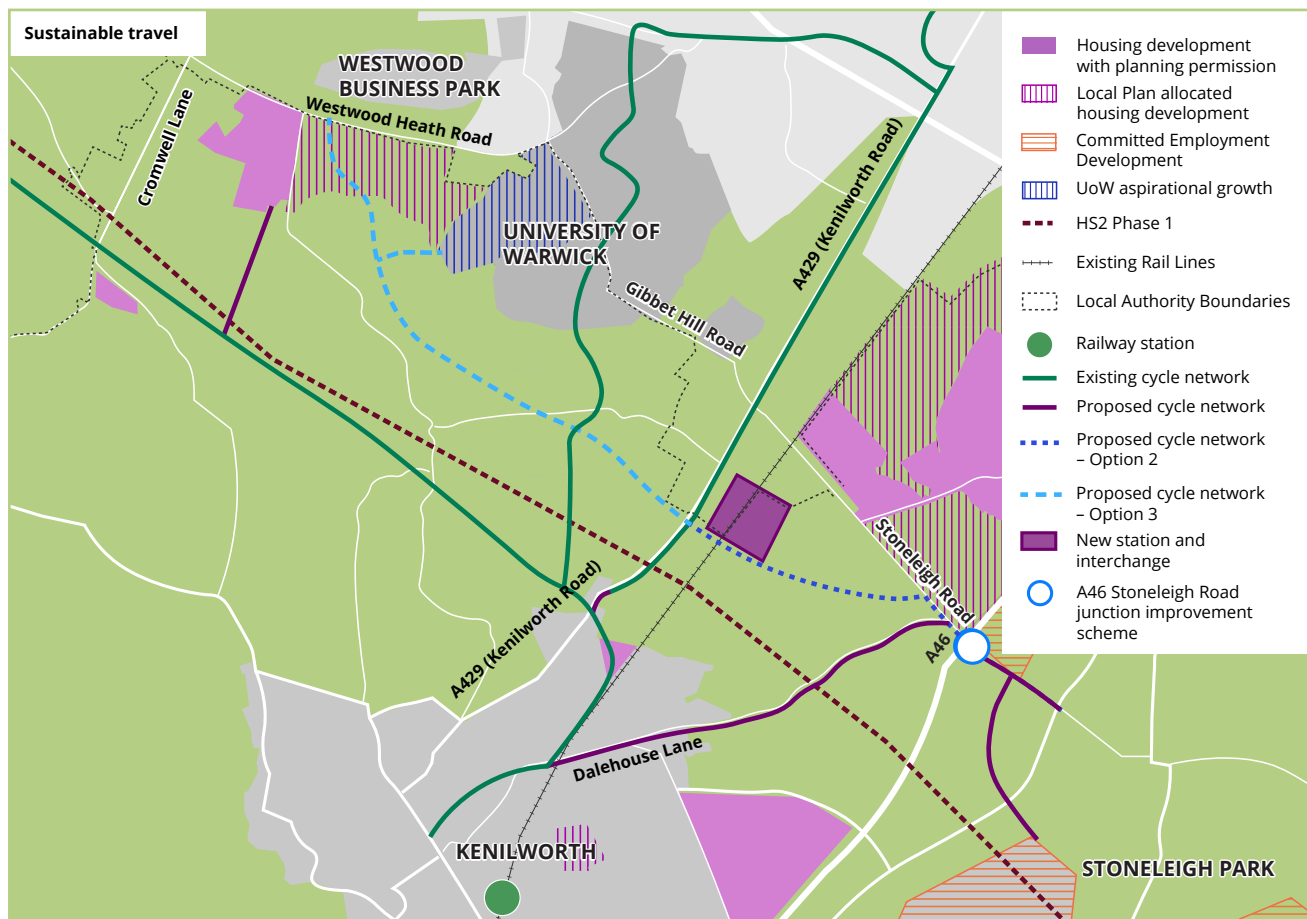 Sustainable travel
WESTWOOD
BUSINESS PARK
Westwood Heath Road
Cromwell Lane
UNIVERSITY OF
WARWICK
Gibbet Hill Road
A429 (Kenilworth Road)
Stoneleigh Road
A46
A429 (Kenilworth Road)
Dalehouse Lane
KENILWORTH
STONELEIGH PARK
Housing development
with planning permission
Local Plan allocated
housing development
Committed Employment
Development
UoW aspirational growth
HS2 Phase 1
Existing Rail Lines
Local Authority Boundaries
Railway station
Existing cycle network
Proposed cycle network
Proposed cycle network
– Option 2
Proposed cycle network
– Option 3
New station and
interchange
A46 Stoneleigh Road
junction improvement
scheme